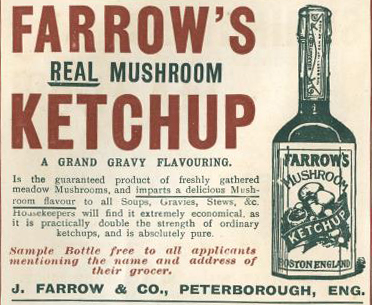 FARROW'S
REAL MUSHROOM
KETCHUP
A GRAND GRAVY FLAVOURING.
Is the guaranteed product of freshly gathered
meadow Mushrooms, and imparts a delicious Mush-
room flavour to all Soups, Gravies, Stews, &c.
Housekeepers will find it extremely economical, as
it is practically double the strength of ordinary
ketchups, and is absolutely pure.
Sample Bottle free to all applicants
mentioning the name and address of
their grocer.
J. FARROW & CO., PETERBOROUGH, ENG.
FARROW'S
MUSHROOM
KETCHUP
BOSTON ENGLAND